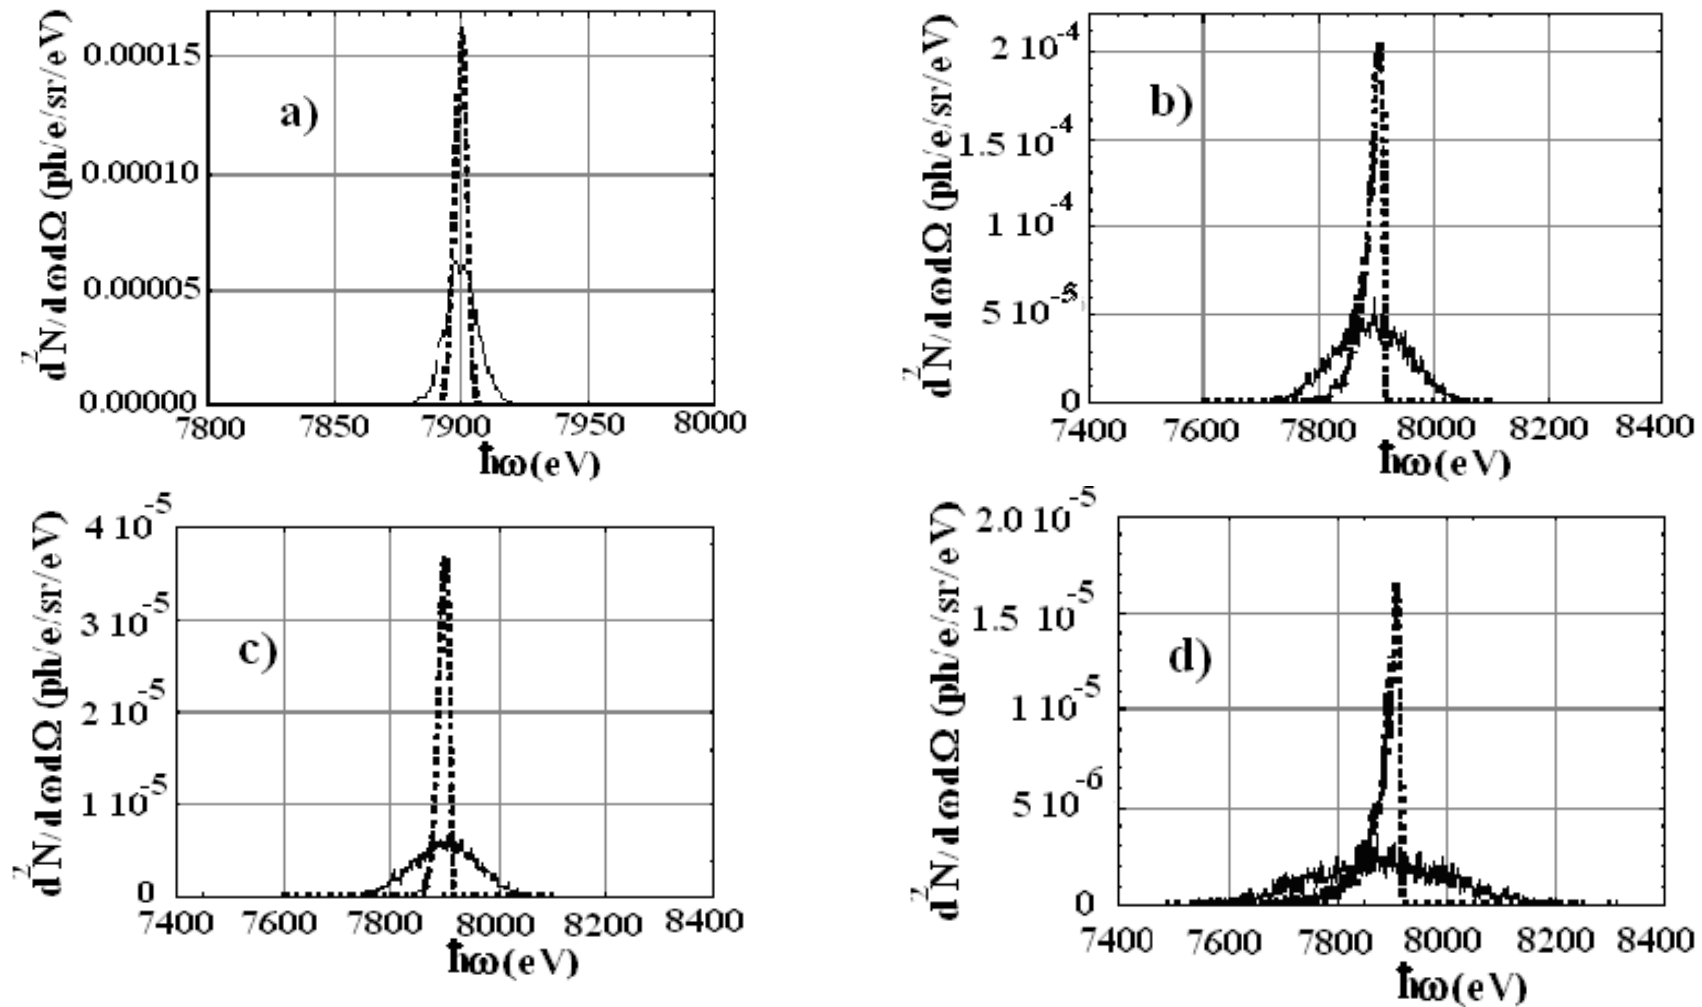 d²N/dωdΩ (ph/e/sr/eV)
a)
0.00015
0.00010
0.00005
0.00000
7800 7850 7900 7950 8000
ħω(eV)
d²N/dωdΩ (ph/e/sr/eV)
b)
2 10⁻⁴
1.5 10⁻⁴
1 10⁻⁴
5 10⁻⁵
0
7400 7600 7800 8000 8200 8400
ħω(eV)
d²N/dωdΩ (ph/e/sr/eV)
c)
4 10⁻⁵
3 10⁻⁵
2 10⁻⁵
1 10⁻⁵
0
7400 7600 7800 8000 8200 8400
ħω(eV)
d²N/dωdΩ (ph/e/sr/eV)
d)
2.0 10⁻⁵
1.5 10⁻⁵
1 10⁻⁵
5 10⁻⁶
0
7400 7600 7800 8000 8200 8400
ħω(eV)